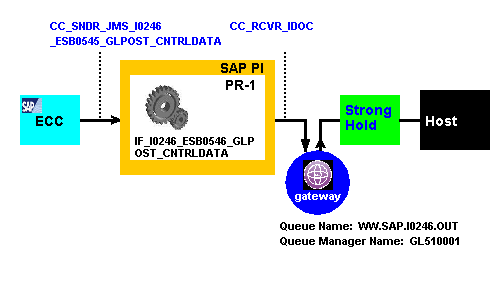 CC_SNDR_JMS_I0246
_ESB0545_GLPOST_CNTRLDATA
CC_RCVR_IDOC
SAP PI
PR-1
SAP
ECC
IF_I0246_ESB0546_GLP
OST_CNTRLDATA
Strong
Hold
Host
gateway
Queue Name: WW.SAP.I0246.OUT
Queue Manager Name: GL510001